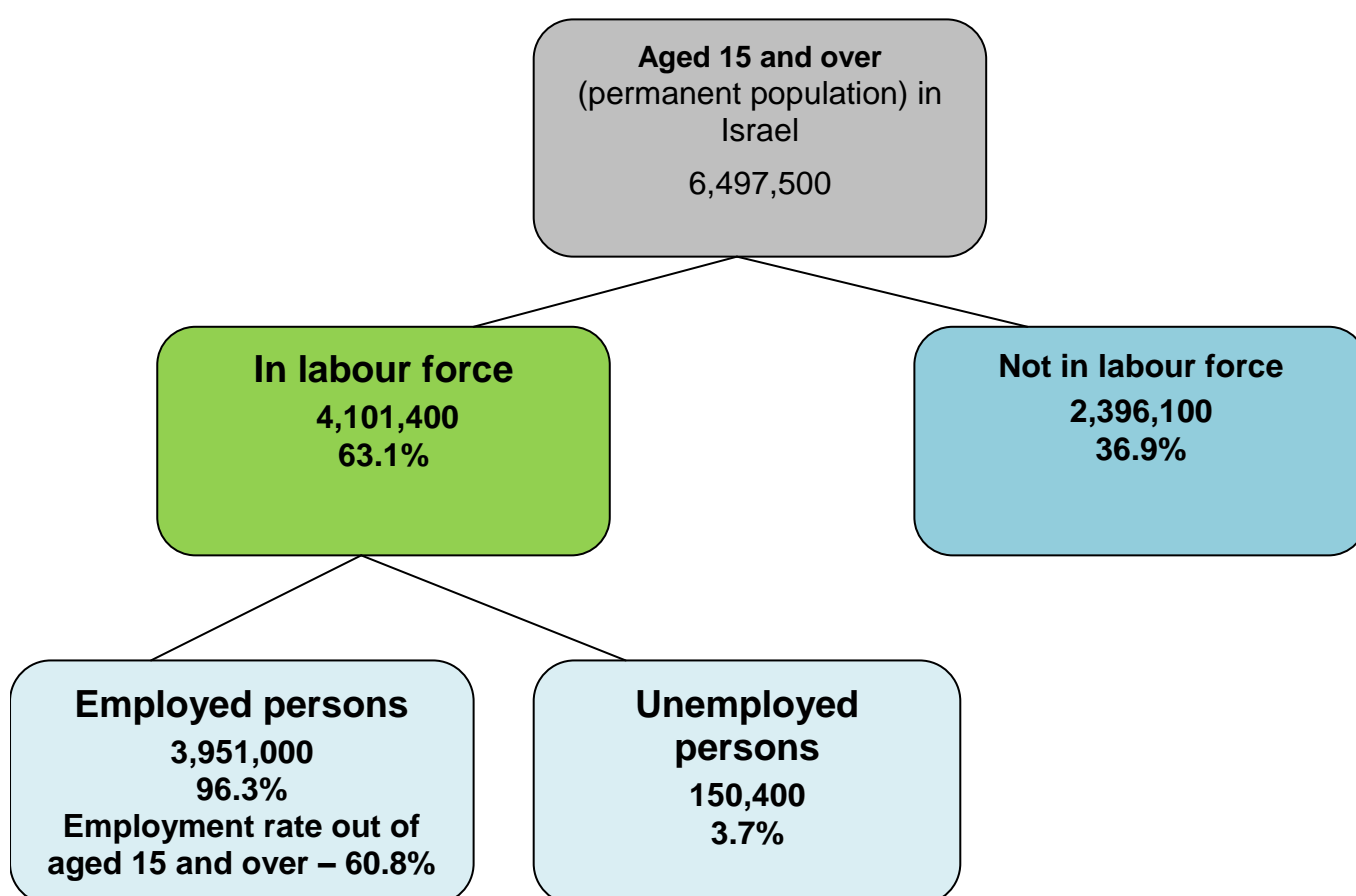 Aged 15 and over
(permanent population) in
Israel
6,497,500
In labour force
4,101,400
63.1%
Not in labour force
2,396,100
36.9%
Employed persons
3,951,000
96.3%
Employment rate out of
aged 15 and over – 60.8%
Unemployed
persons
150,400
3.7%